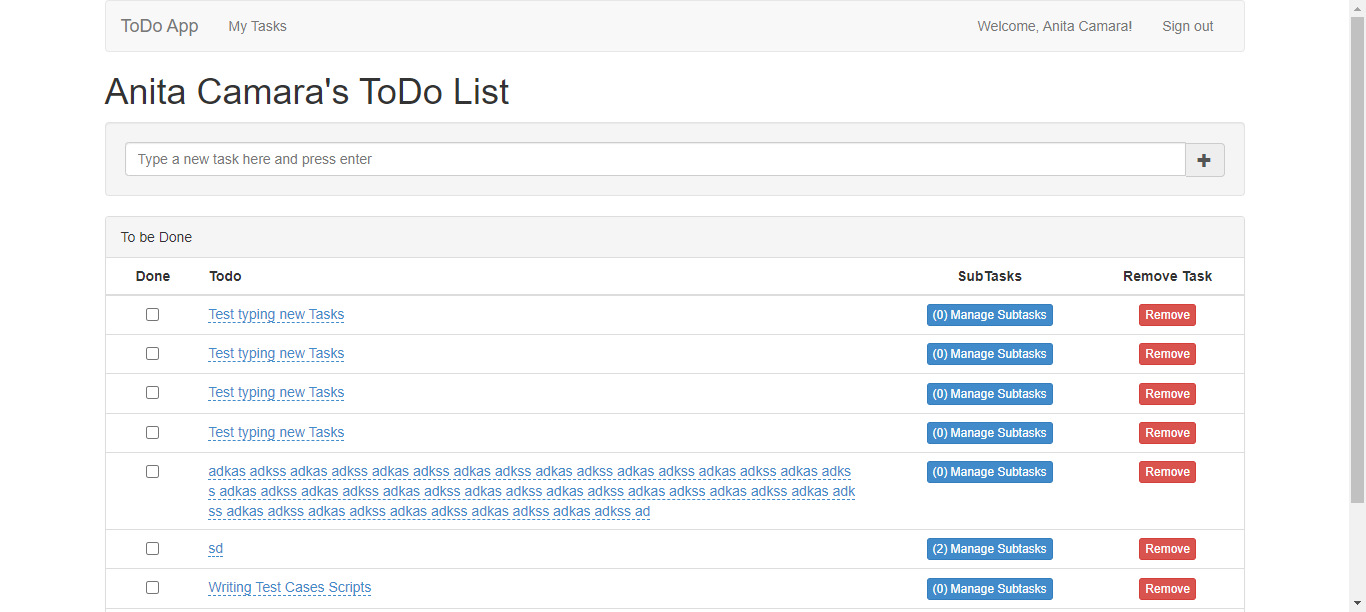 ToDo App My Tasks Welcome, Anita Camara! Sign out
Anita Camara's ToDo List
Type a new task here and press enter
To be Done
Done Todo SubTasks Remove Task
Test typing new Tasks (0) Manage Subtasks Remove
Test typing new Tasks (0) Manage Subtasks Remove
Test typing new Tasks (0) Manage Subtasks Remove
Test typing new Tasks (0) Manage Subtasks Remove
adkas adkss adkas adkss adkas adkss adkas adkss adkas adkss adkas adkss adkas adkss adkas adks (0) Manage Subtasks Remove
s adkas adkss adkas adkss adkas adkss adkas adkss adkas adkss adkas adkss adkas adkss adkas adk
ss adkas adkss adkas adkss adkas adkss adkas adkss adkas adkss ad
sd (2) Manage Subtasks Remove
Writing Test Cases Scripts (0) Manage Subtasks Remove